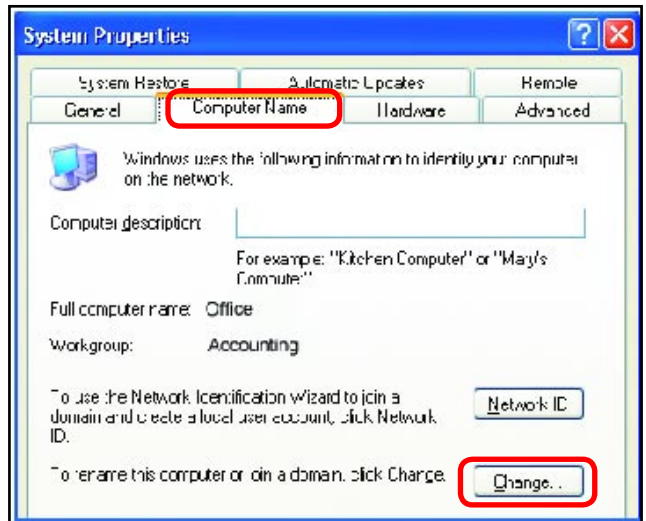 System Properties
System Restore Automatic Updates Remote
General Computer Name Hardware Advanced
Windows uses the following information to identify your computer
on the network.
Computer description:
For example: "Kitchen Computer" or "Mary's
Computer"
Full computer name: Office
Workgroup: Accounting
To use the Network Identification Wizard to join a
domain and create a local user account, click Network
ID.
Network ID
To rename this computer or join a domain, click Change.
Change...